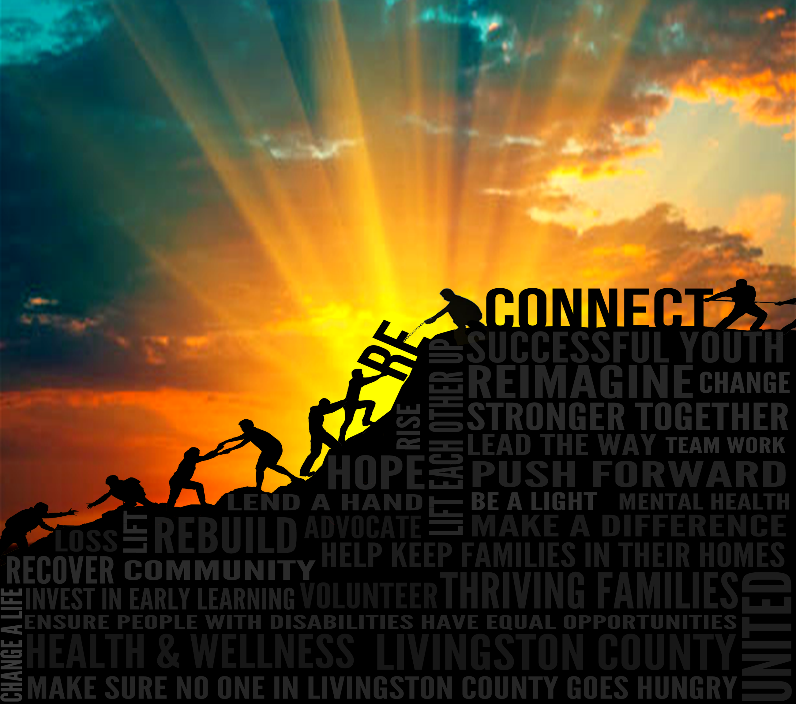 RE
CONNECT
SUCCESSFUL YOUTH
REIMAGINE CHANGE
STRONGER TOGETHER
LEAD THE WAY TEAM WORK
RISE
LIFT EACH OTHER UP
HOPE
PUSH FORWARD
LEND A HAND
BE A LIGHT MENTAL HEALTH
LOSS
LIFT
REBUILD
ADVOCATE
MAKE A DIFFERENCE
HELP KEEP FAMILIES IN THEIR HOMES
RECOVER COMMUNITY
CHANGE A LIFE
INVEST IN EARLY LEARNING
VOLUNTEER
THRIVING FAMILIES
UNITED
ENSURE PEOPLE WITH DISABILITIES HAVE EQUAL OPPORTUNITIES
HEALTH & WELLNESS LIVINGSTON COUNTY
MAKE SURE NO ONE IN LIVINGSTON COUNTY GOES HUNGRY